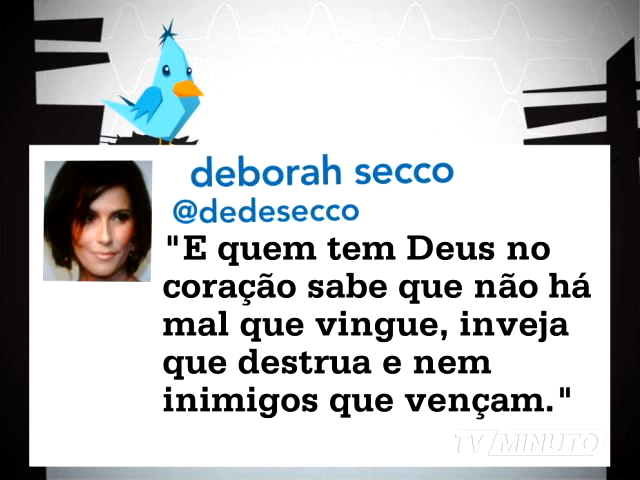 deborah secco
@dedesecco
"E quem tem Deus no
coração sabe que não há
mal que vingue, inveja
que destrua e nem
inimigos que vençam."
TV MINUTO